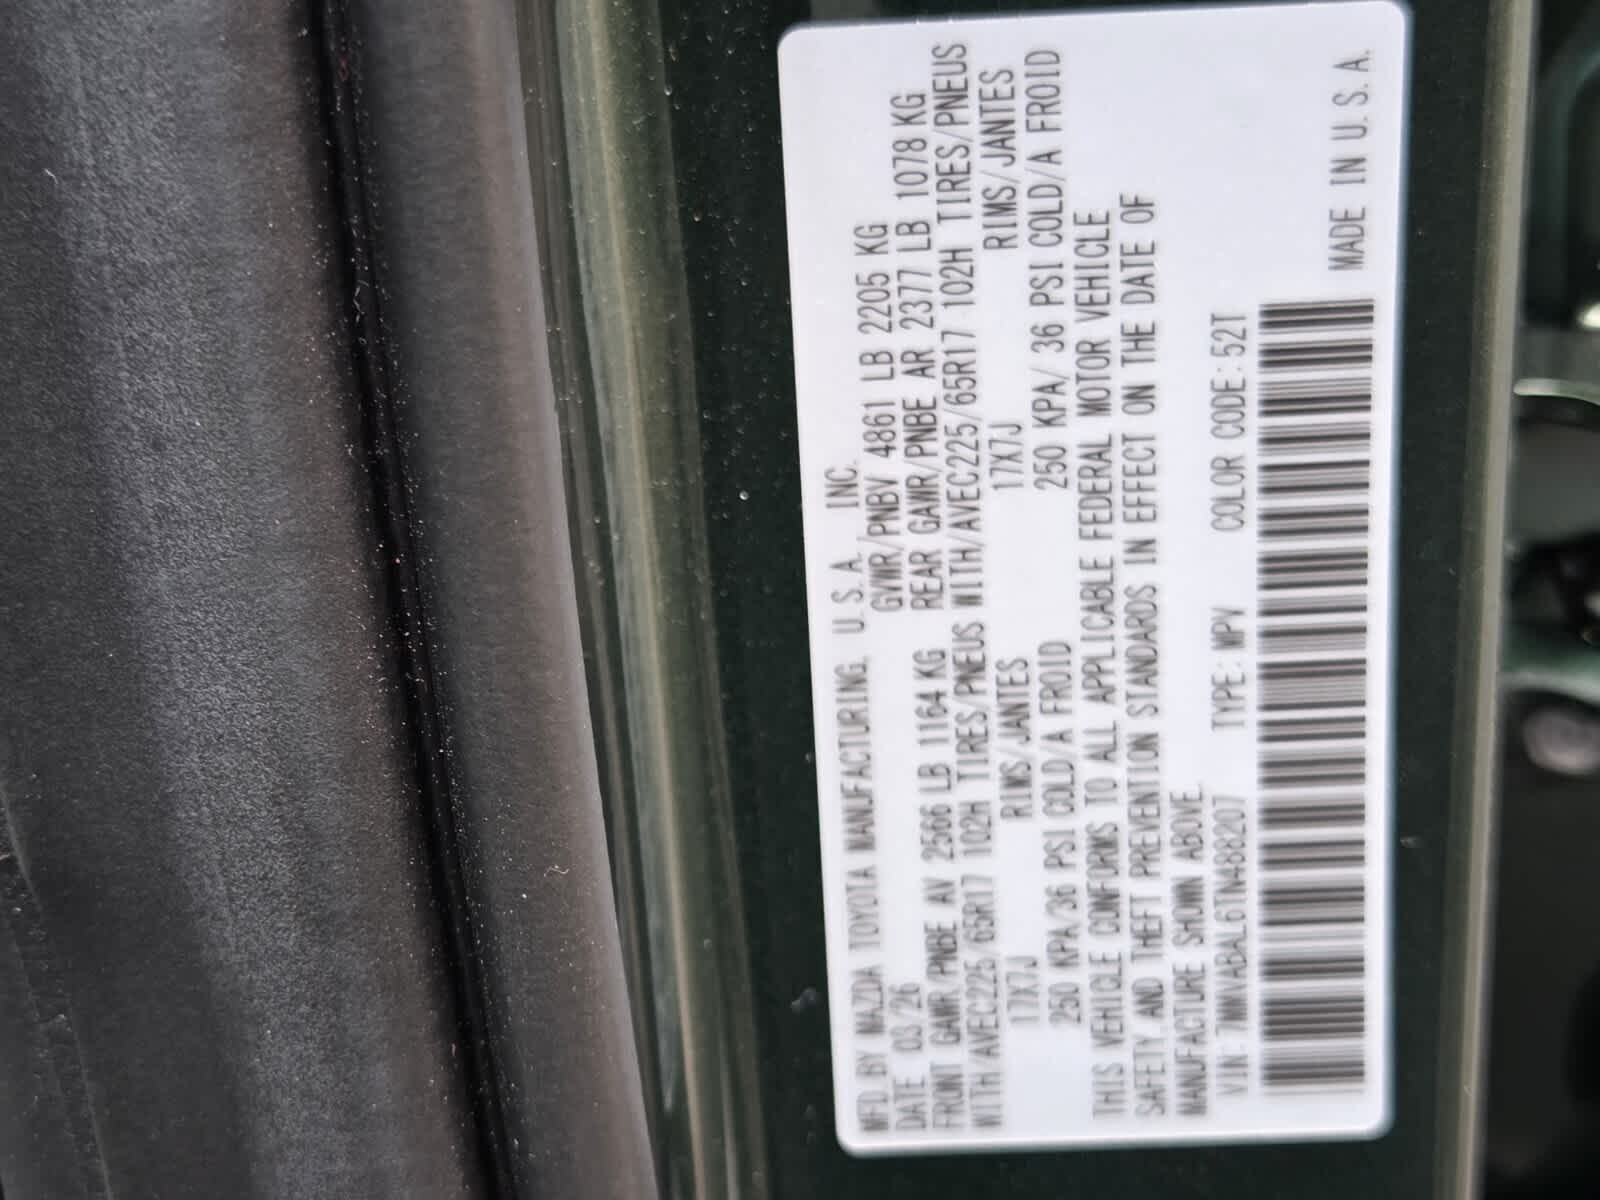 MFD. BY MAZDA TOYOTA MANUFACTURING, U.S.A. INC.
DATE 03/26 GVWR/PNBV 4861 LB 2205 KG
FRONT GAWR/PNBE AV 2566 LB 1164 KG REAR GAWR/PNBE AR 2377 LB 1078 KG
WITH/AVEC225/65R17 102H TIRES/PNEUS WITH/AVEC225/65R17 102H TIRES/PNEUS
17X7J RIMS/JANTES 17X7J RIMS/JANTES
250 KPA/36 PSI COLD/A FROID 250 KPA/ 36 PSI COLD/A FROID
THIS VEHICLE CONFORMS TO ALL APPLICABLE FEDERAL MOTOR VEHICLE
SAFETY, AND THEFT PREVENTION STANDARDS IN EFFECT ON THE DATE OF
MANUFACTURE SHOWN ABOVE.
VIN:7MMVABAL6TN488207 TYPE: MPV COLOR CODE:52T
MADE IN U.S.A.